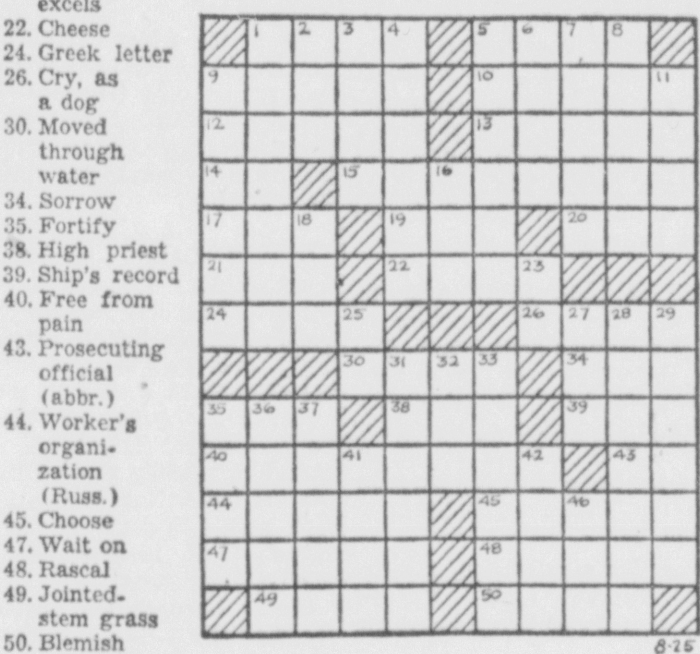 excels
22. Cheese
24. Greek letter
26. Cry, as
a dog
30. Moved
through
water
34. Sorrow
35. Fortify
38. High priest
39. Ship's record
40. Free from
pain
43. Prosecuting
official
(abbr.)
44. Worker's
organi-
zation
(Russ.)
45. Choose
47. Wait on
48. Rascal
49. Jointed-
stem grass
50. Blemish
1 2 3 4 5 6 7 8
9 10 11
12 13
14 15 16
17 18 19 20
21 22 23
24 25 26 27 28 29
30 31 32 33 34
35 36 37 38 39
40 41 42 43
44 45 46
47 48
49 50
8-25